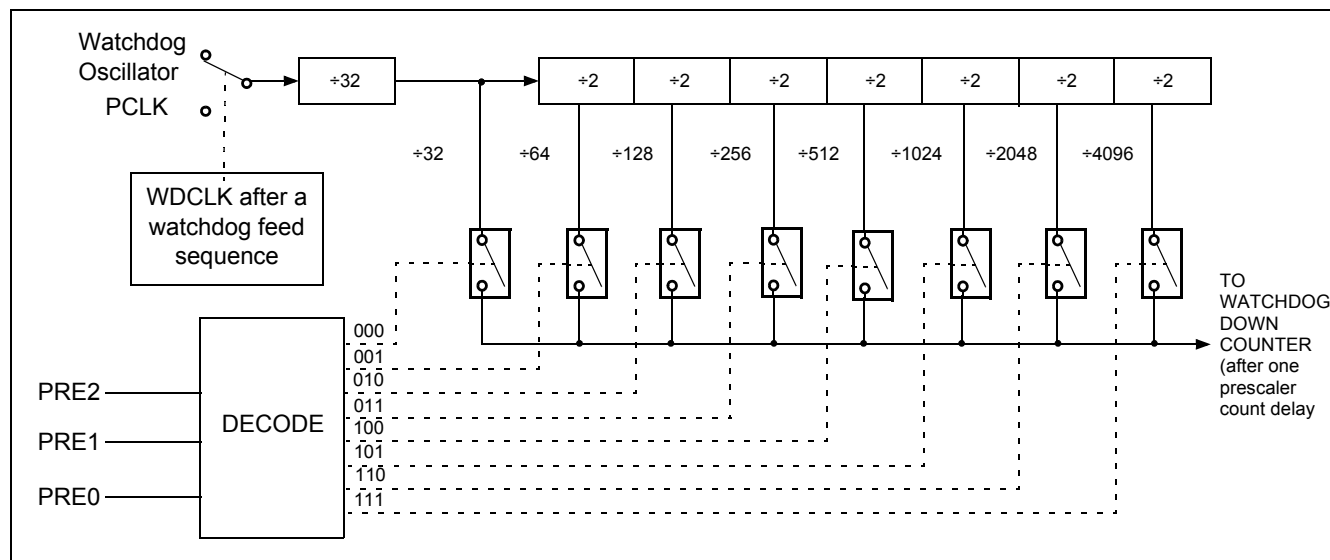 Watchdog
Oscillator
PCLK
÷32
÷2 ÷2 ÷2 ÷2 ÷2 ÷2 ÷2
÷32 ÷64 ÷128 ÷256 ÷512 ÷1024 ÷2048 ÷4096
WDCLK after a
watchdog feed
sequence
TO
WATCHDOG
DOWN
COUNTER
(after one
prescaler
count delay
PRE2
PRE1
PRE0
DECODE
000
001
010
011
100
101
110
111